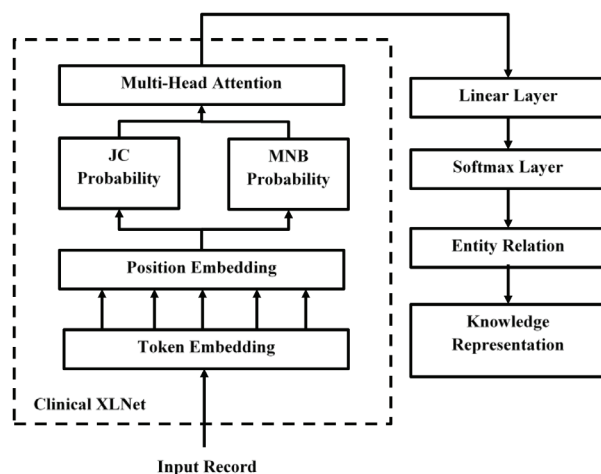 Multi-Head Attention
JC
Probability
MNB
Probability
Position Embedding
Token Embedding
Clinical XLNet
Input Record
Linear Layer
Softmax Layer
Entity Relation
Knowledge
Representation